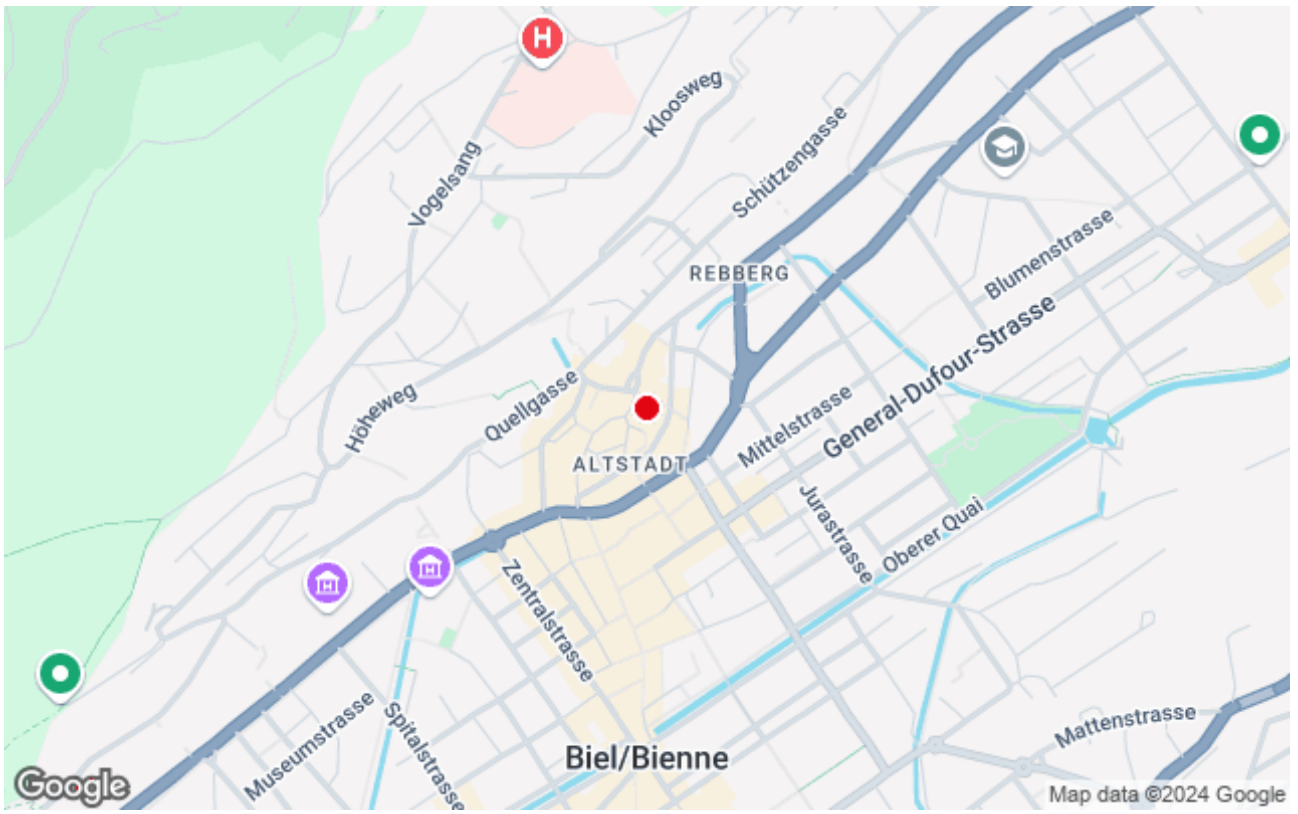 H
Kloosweg
Vogelsang
Schützengasse
REBBERG
Blumenstrasse
General-Dufour-Strasse
Höheweg
Quellgasse
Mittelstrasse
ALTSTADT
Jurastrasse
Oberer Quai
Zentralstrasse
Museumstrasse
Spitalstrasse
Mattenstrasse
Biel/Bienne
Google
Map data ©2024 Google